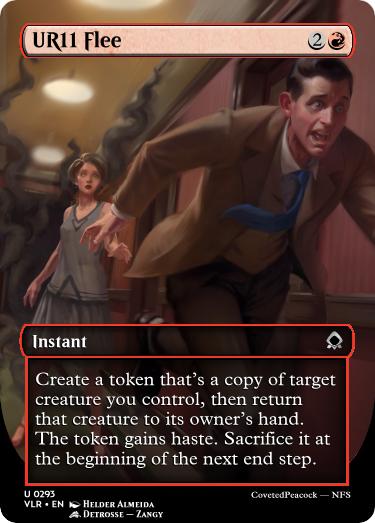 UR11 Flee 2
Instant
Create a token that's a copy of target
creature you control, then return
that creature to its owner's hand.
The token gains haste. Sacrifice it at
the beginning of the next end step.
U 0293
VLR • EN Helder Almeida
Detrosse – Zangy
CovetedPeacock — NFS